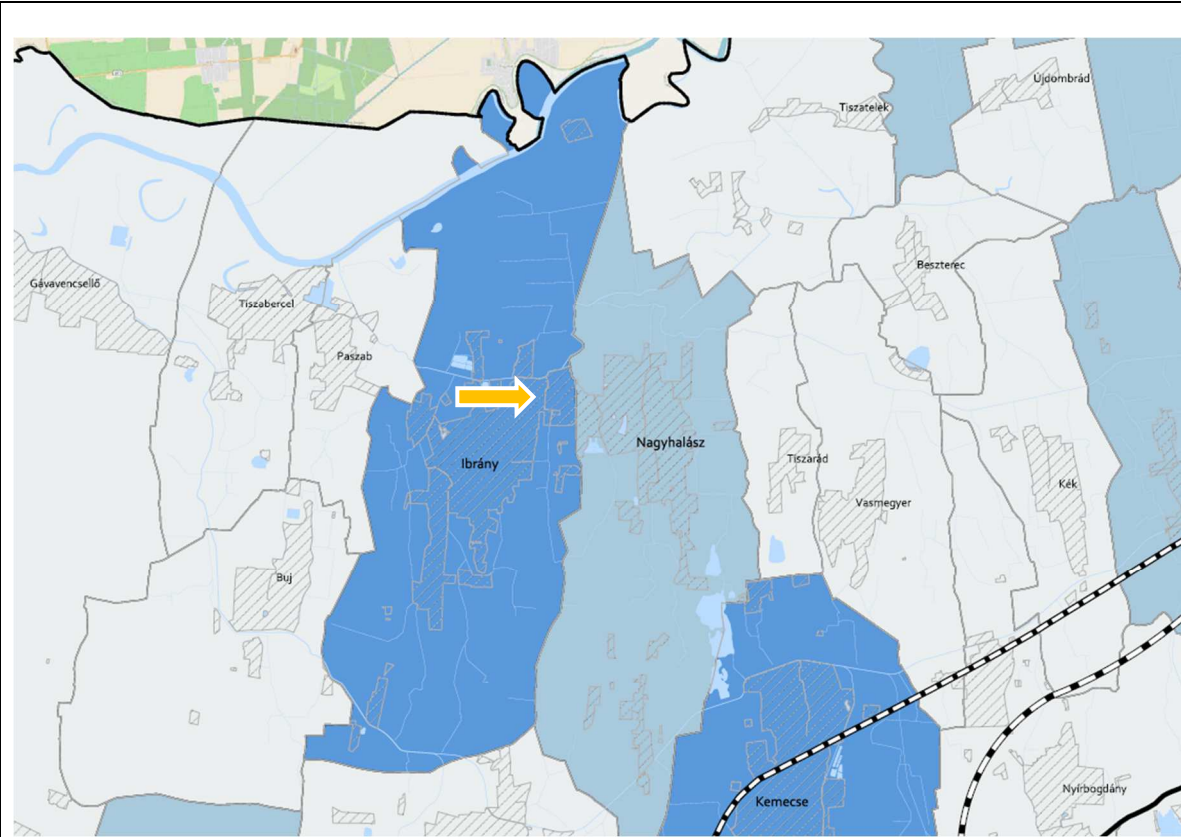 Újdombrád
Tiszatelek
Beszterec
Gávavencsellő
Tiszabercel
Paszab
Nagyhalász
Ibrány
Tiszarád
Kék
Vasmegyer
Buj
Nyírbogdány
Kemecse